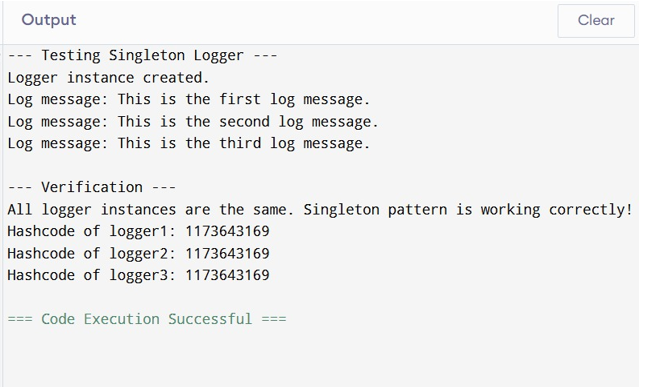 Output
Clear
--- Testing Singleton Logger ---
Logger instance created.
Log message: This is the first log message.
Log message: This is the second log message.
Log message: This is the third log message.
--- Verification ---
All logger instances are the same. Singleton pattern is working correctly!
Hashcode of logger1: 1173643169
Hashcode of logger2: 1173643169
Hashcode of logger3: 1173643169
=== Code Execution Successful ===